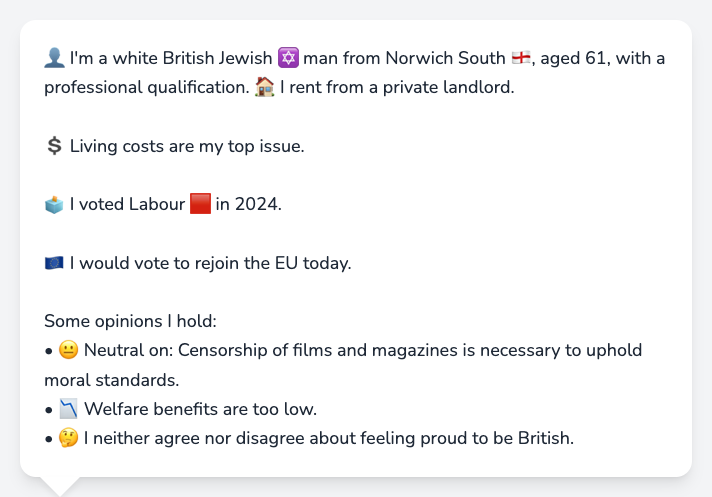 👤 I'm a white British Jewish ✡️ man from Norwich South 🏴󠁧󠁢󠁥󠁮󠁧󠁿, aged 61, with a
professional qualification. 🏠 I rent from a private landlord.
💲 Living costs are my top issue.
🗳️ I voted Labour 🟥 in 2024.
🇪🇺 I would vote to rejoin the EU today.
Some opinions I hold:
• 😐 Neutral on: Censorship of films and magazines is necessary to uphold
moral standards.
• 📉 Welfare benefits are too low.
• 🤔 I neither agree nor disagree about feeling proud to be British.